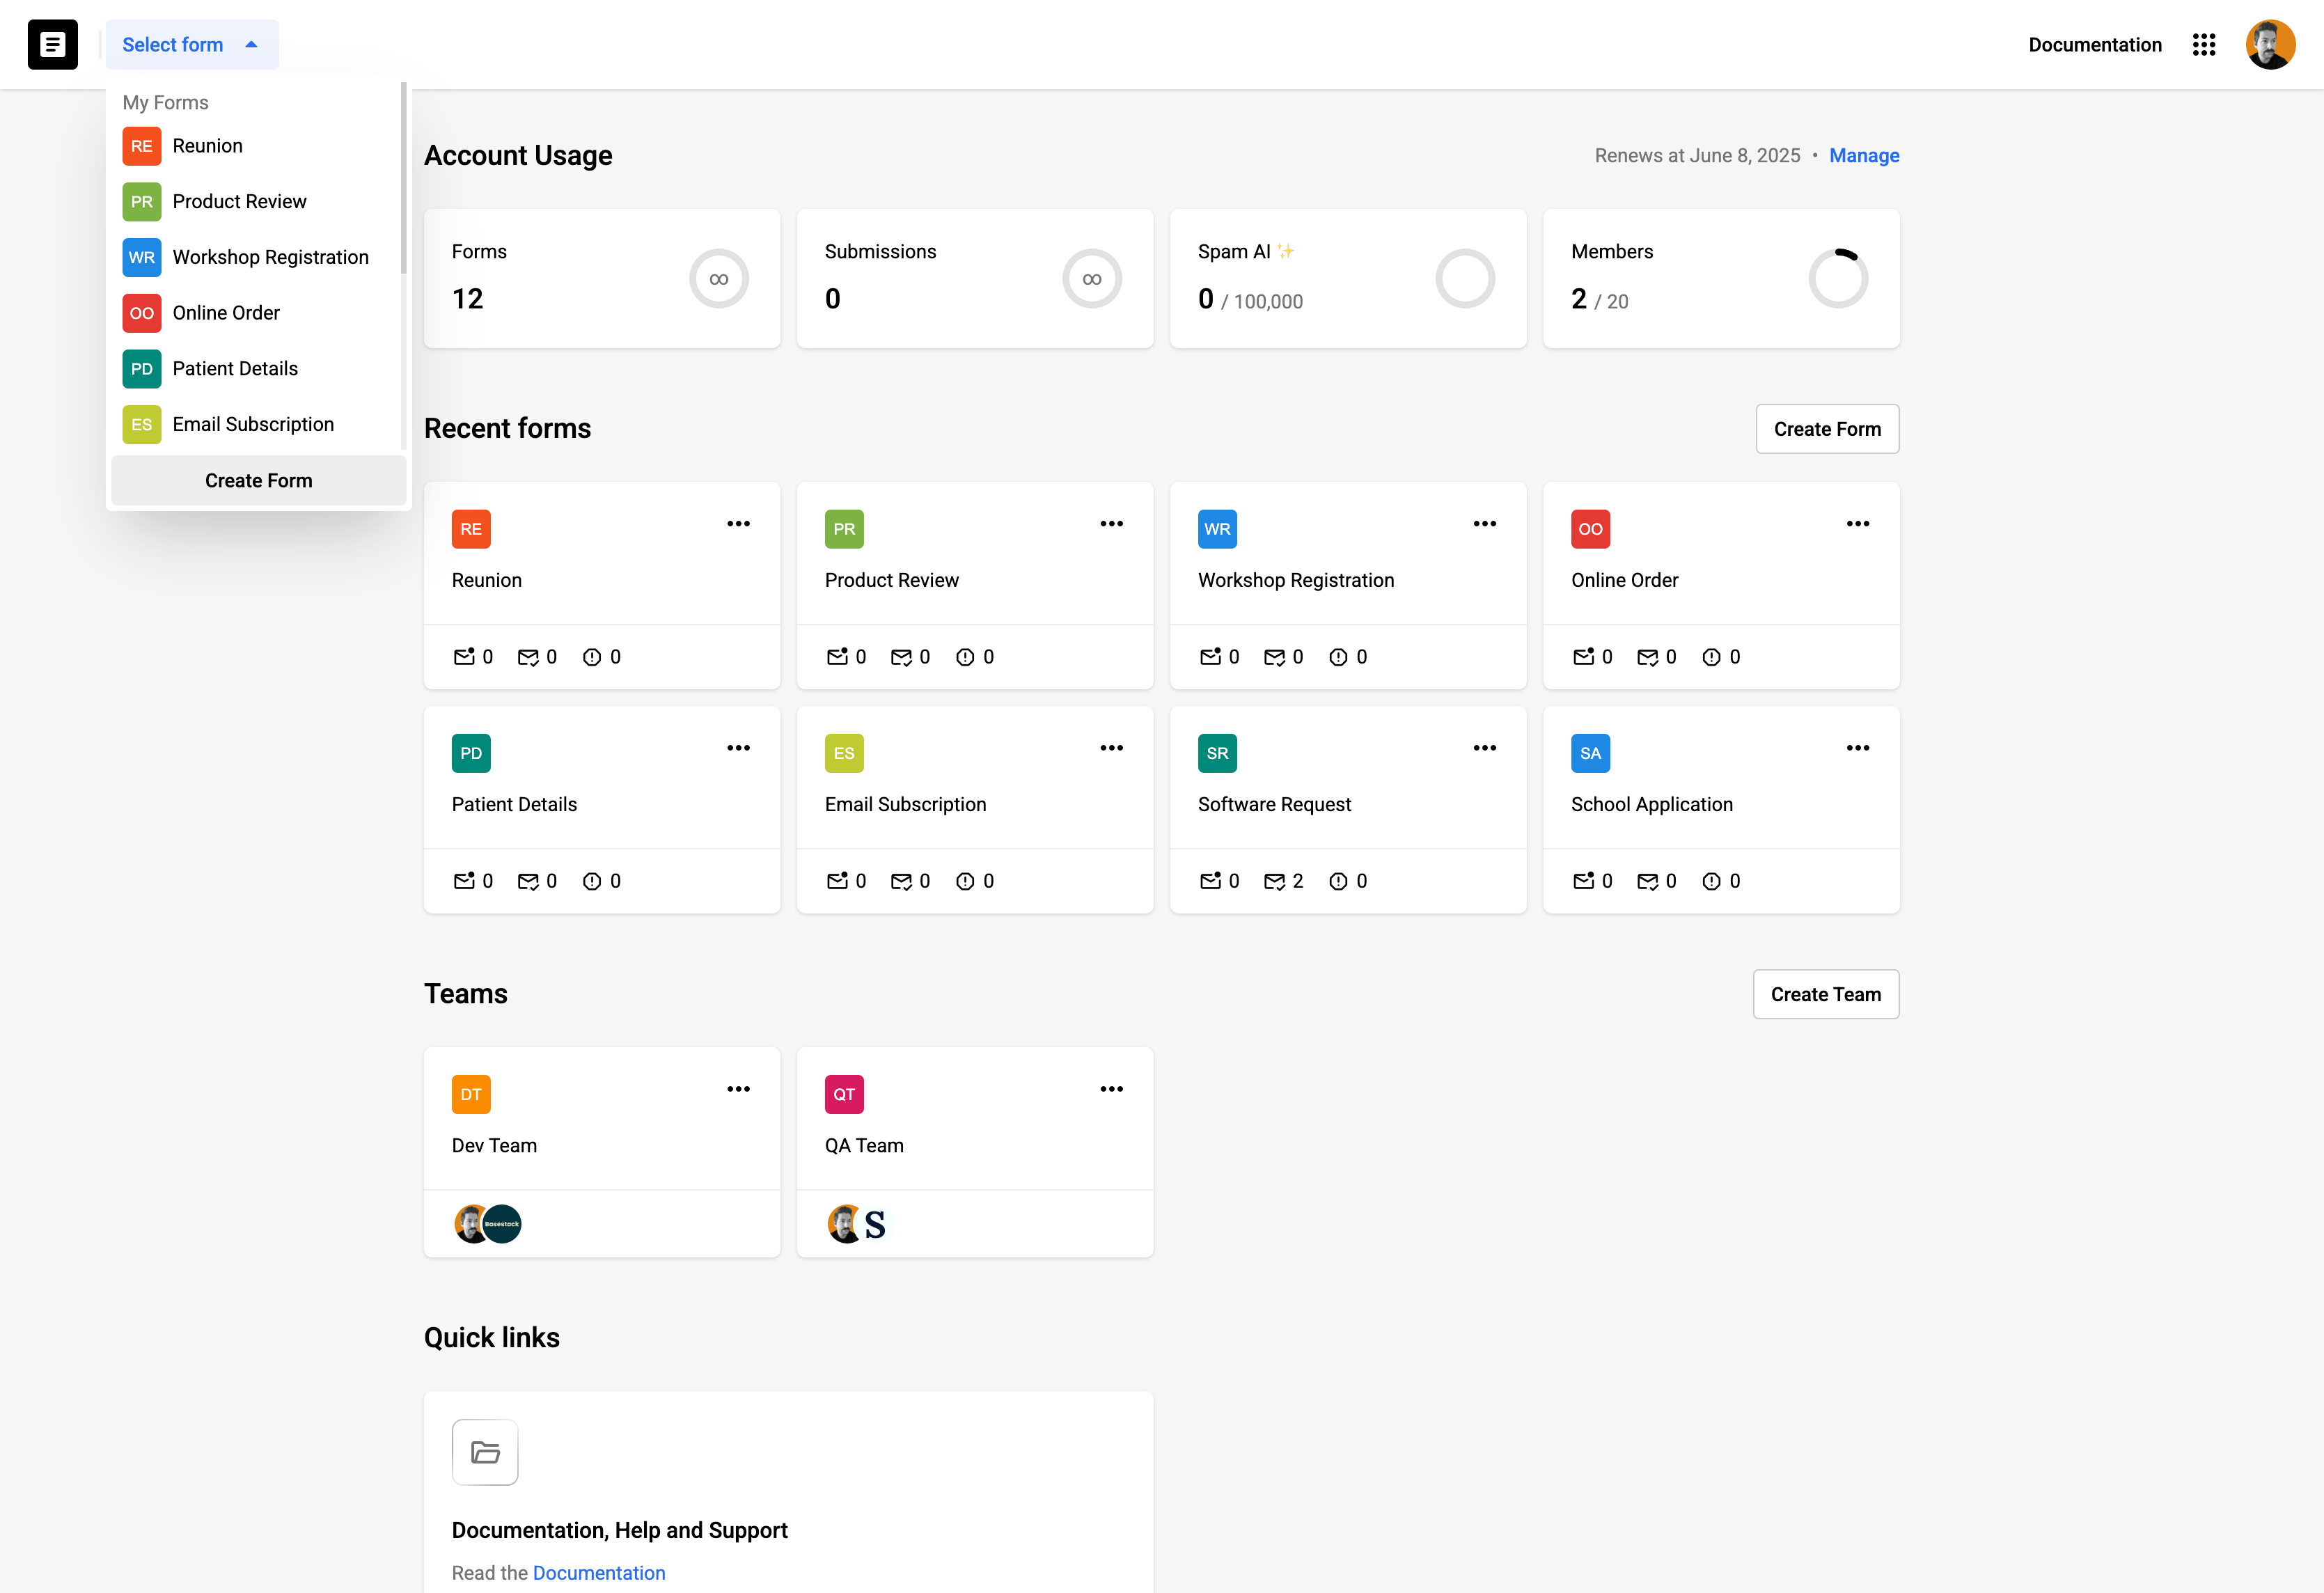 Select form
Documentation
My Forms
RE Reunion
PR Product Review
WR Workshop Registration
OO Online Order
PD Patient Details
ES Email Subscription
Create Form
Account Usage
Renews at June 8, 2025 • Manage
Forms
12
∞
Submissions
0
∞
Spam AI ✨
0 / 100,000
Members
2 / 20
Recent forms
Create Form
RE
Reunion
0 0 0
PR
Product Review
0 0 0
WR
Workshop Registration
0 0 0
OO
Online Order
0 0 0
PD
Patient Details
0 0 0
ES
Email Subscription
0 0 0
SR
Software Request
0 2 0
SA
School Application
0 0 0
Teams
Create Team
DT
Dev Team
Basestack
QT
QA Team
S
Quick links
Documentation, Help and Support
Read the Documentation